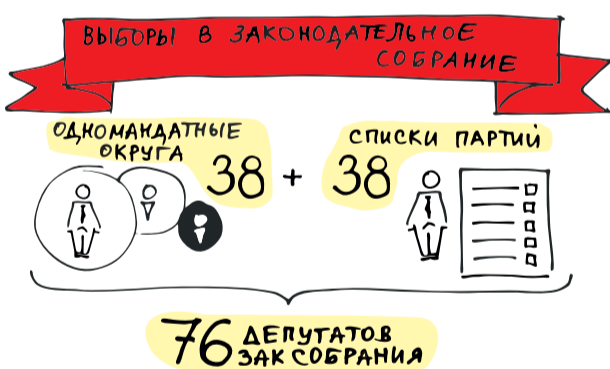 ВЫБОРЫ В ЗАКОНОДАТЕЛЬНОЕ
СОБРАНИЕ
ОДНОМАНДАТНЫЕ
ОКРУГА
38
+
СПИСКИ ПАРТИЙ
38
76 ДЕПУТАТОВ
ЗАКСОБРАНИЯ